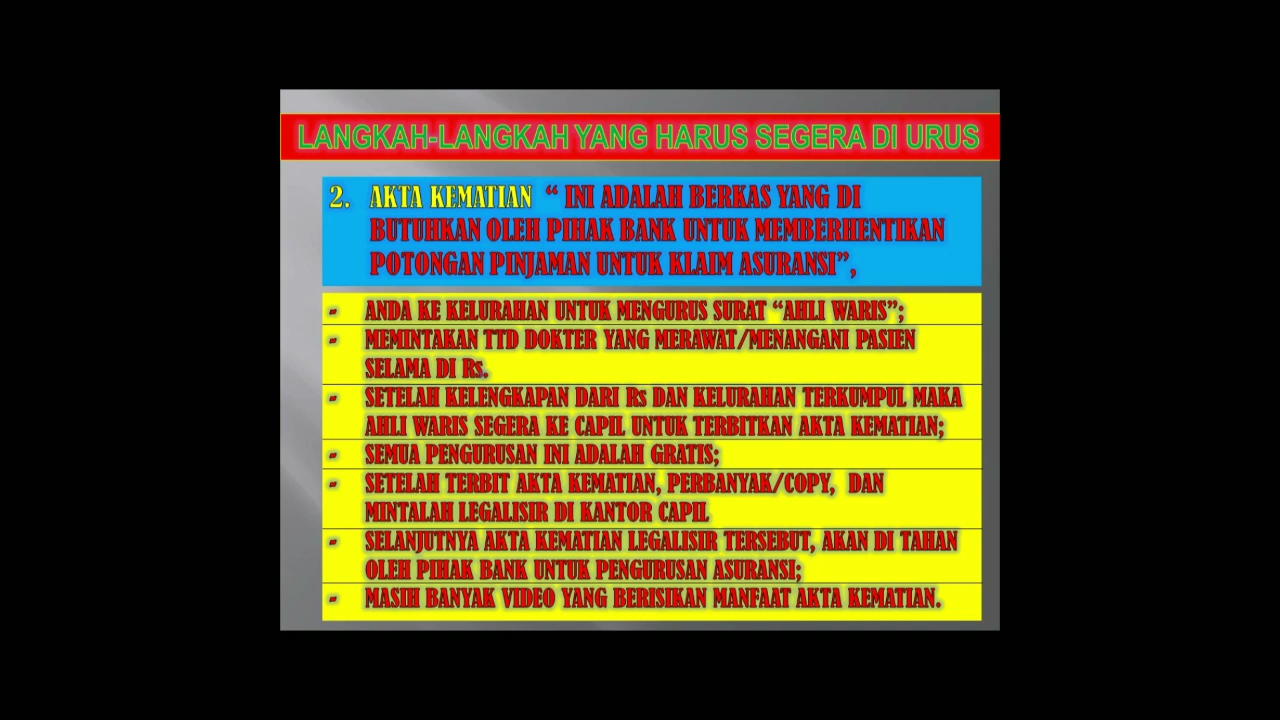 LANGKAH-LANGKAH YANG HARUS SEGERA DI URUS
2. AKTA KEMATIAN “ INI ADALAH BERKAS YANG DI
BUTUHKAN OLEH PIHAK BANK UNTUK MEMBERHENTIKAN
POTONGAN PINJAMAN UNTUK KLAIM ASURANSI”,
- ANDA KE KELURAHAN UNTUK MENGURUS SURAT “AHLI WARIS”;
- MEMINTAKAN TTD DOKTER YANG MERAWAT/MENANGANI PASIEN
SELAMA DI Rs.
- SETELAH KELENGKAPAN DARI Rs DAN KELURAHAN TERKUMPUL MAKA
AHLI WARIS SEGERA KE CAPIL UNTUK TERBITKAN AKTA KEMATIAN;
- SEMUA PENGURUSAN INI ADALAH GRATIS;
- SETELAH TERBIT AKTA KEMATIAN, PERBANYAK/COPY, DAN
MINTALAH LEGALISIR DI KANTOR CAPIL
- SELANJUTNYA AKTA KEMATIAN LEGALISIR TERSEBUT, AKAN DI TAHAN
OLEH PIHAK BANK UNTUK PENGURUSAN ASURANSI;
- MASIH BANYAK VIDEO YANG BERISIKAN MANFAAT AKTA KEMATIAN.